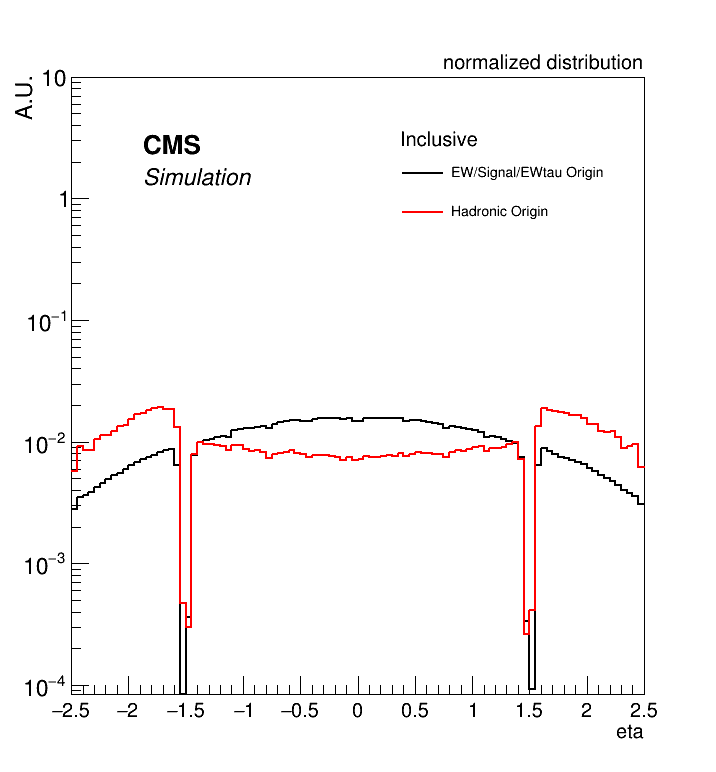 normalized distribution
A.U.
10
1
10⁻¹
10⁻²
10⁻³
10⁻⁴
CMS
Simulation
Inclusive
EW/Signal/EWtau Origin
Hadronic Origin
−2.5 −2 −1.5 −1 −0.5 0 0.5 1 1.5 2 2.5
eta